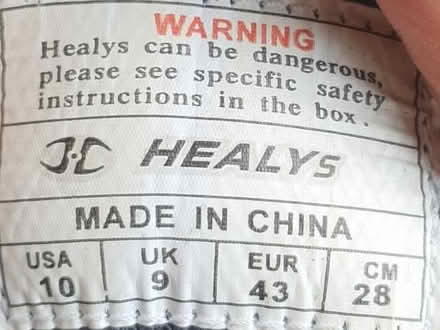 WARNING
Healys can be dangerous,
please see specific safety
instructions in the box.
HEALYS
MADE IN CHINA
USA UK EUR CM
10 9 43 28